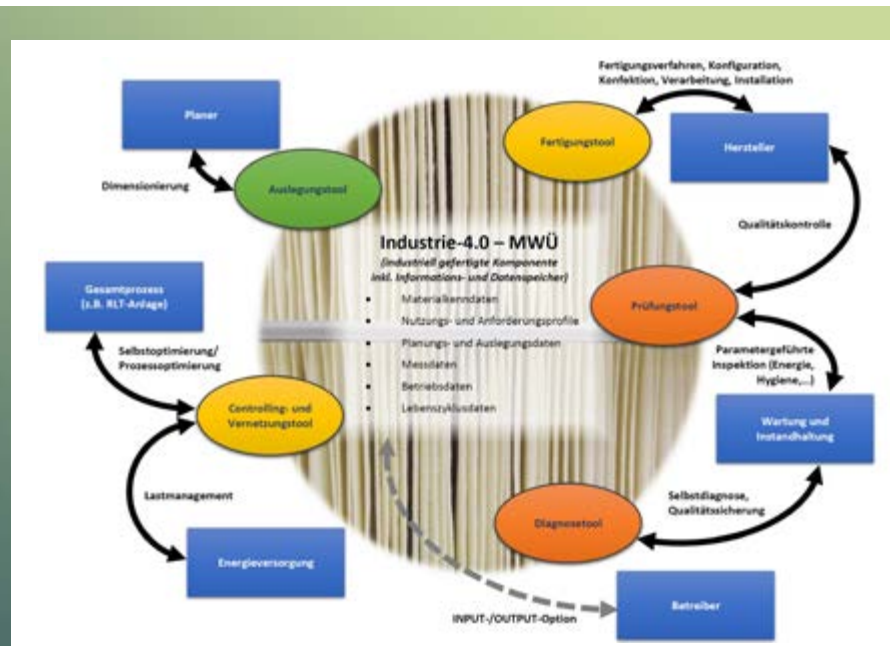 Fertigungsverfahren, Konfiguration,
Konfektion, Verarbeitung, Installation
Planer
Fertigungstool
Hersteller
Dimensionierung
Auslegungstool
Qualitätskontrolle
Industrie-4.0 – MWÜ
(industriell gefertigte Komponente
inkl. Informations- und Datenspeicher)
• Materialkenndaten
• Nutzungs- und Anforderungsprofile
• Planungs- und Auslegungsdaten
• Messdaten
• Betriebsdaten
• Lebenszyklusdaten
Gesamtprozess
(z.B. RLT-Anlage)
Prüfungstool
Selbstoptimierung/
Prozessoptimierung
Parametergeführte
Inspektion (Energie,
Hygiene,...)
Controlling- und
Vernetzungstool
Wartung und
Instandhaltung
Lastmanagement
Selbstdiagnose,
Qualitätssicherung
Diagnosetool
Energieversorgung
Betreiber
INPUT-/OUTPUT-Option